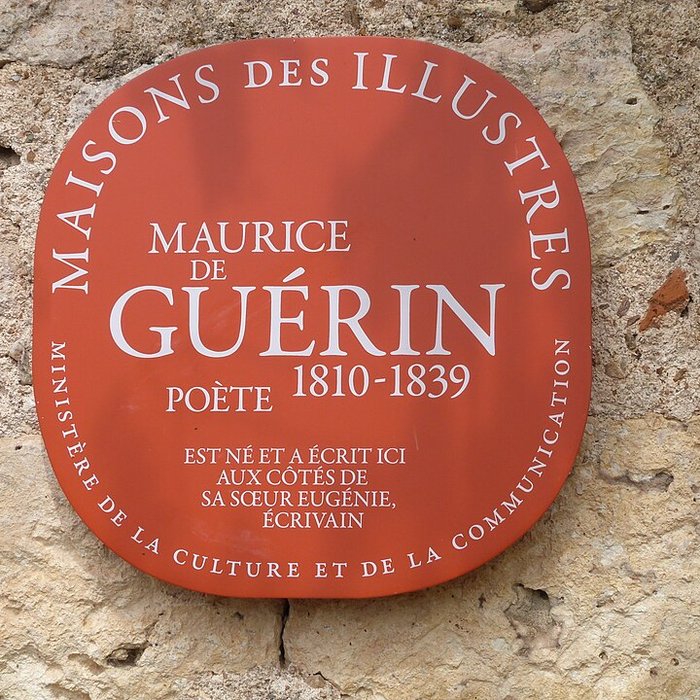 MAISONS DES ILLUSTRES
MAURICE
DE
GUÉRIN
POÈTE 1810-1839
EST NÉ ET A ÉCRIT ICI
AUX CÔTÉS DE
SA SŒUR EUGÉNIE,
ÉCRIVAIN
MINISTÈRE DE LA CULTURE ET DE LA COMMUNICATION